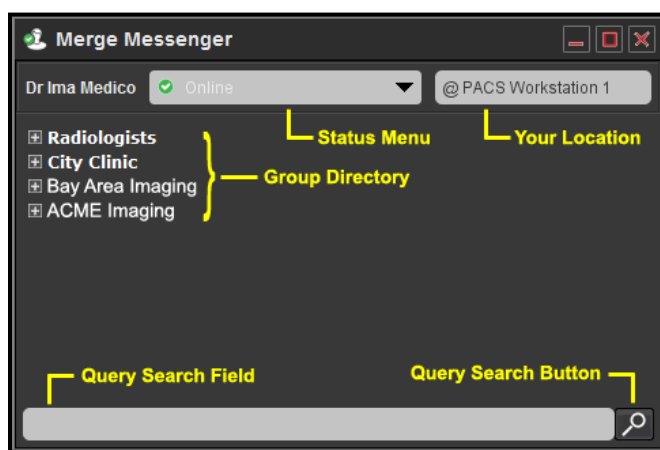 Merge Messenger
Dr Ima Medico Online @ PACS Workstation 1
Status Menu Your Location
Radiologists
City Clinic
Group Directory
Bay Area Imaging
ACME Imaging
Query Search Field Query Search Button